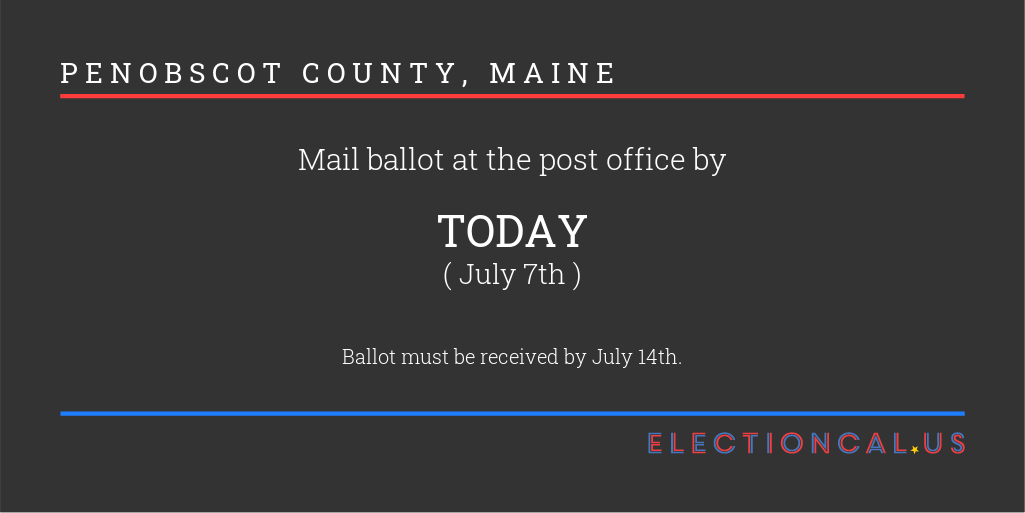 PENOBSCOT COUNTY, MAINE
Mail ballot at the post office by
TODAY
( July 7th )
Ballot must be received by July 14th.
ELECTIONCAL.US